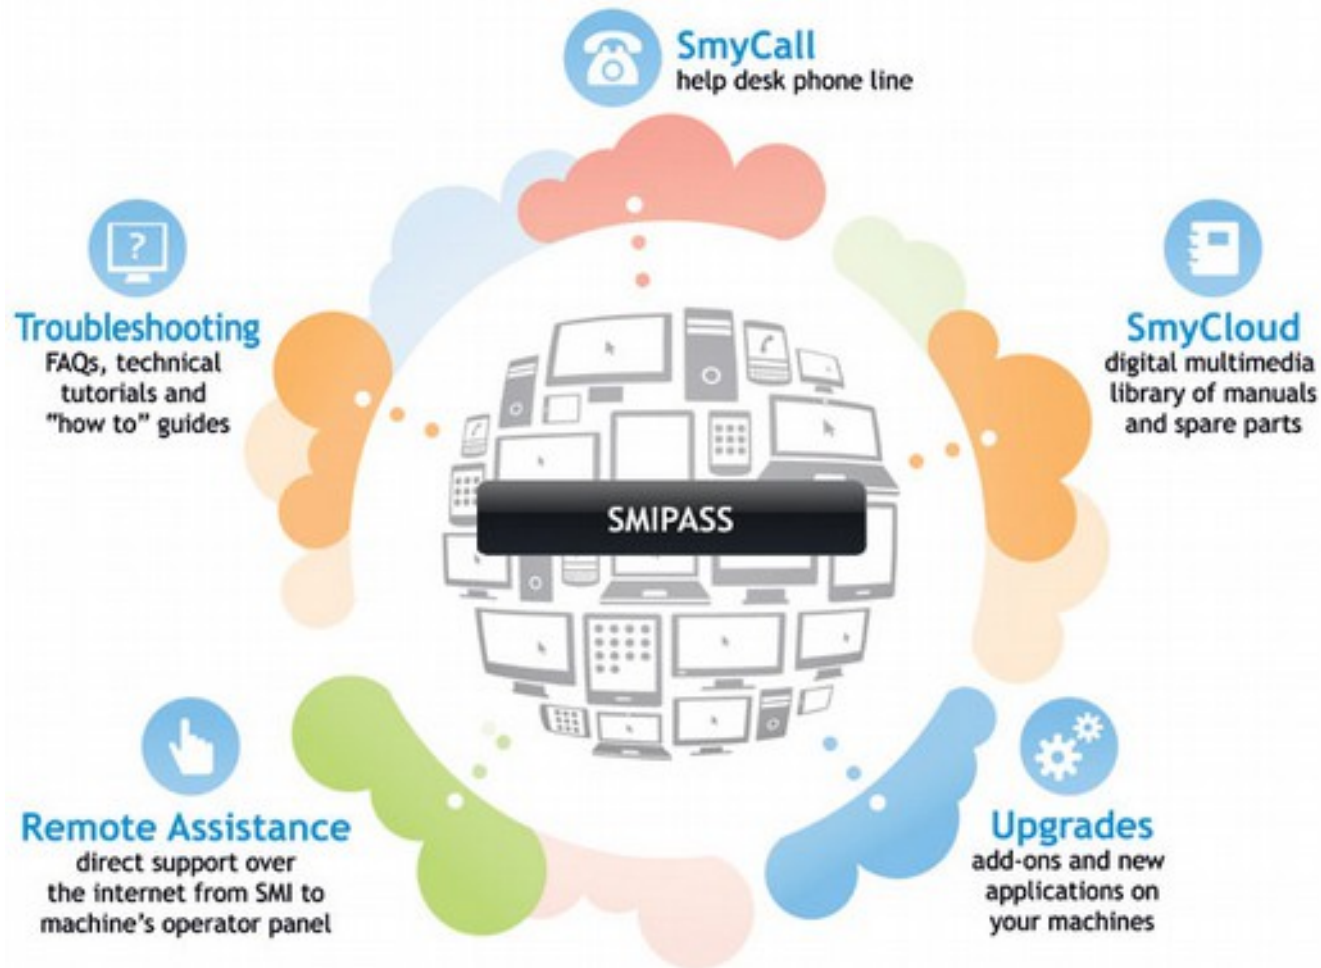 SmyCall
help desk phone line
?
Troubleshooting
FAQs, technical
tutorials and
"how to" guides
SmyCloud
digital multimedia
library of manuals
and spare parts
SMIPASS
Remote Assistance
direct support over
the internet from SMI to
machine's operator panel
Upgrades
add-ons and new
applications on
your machines